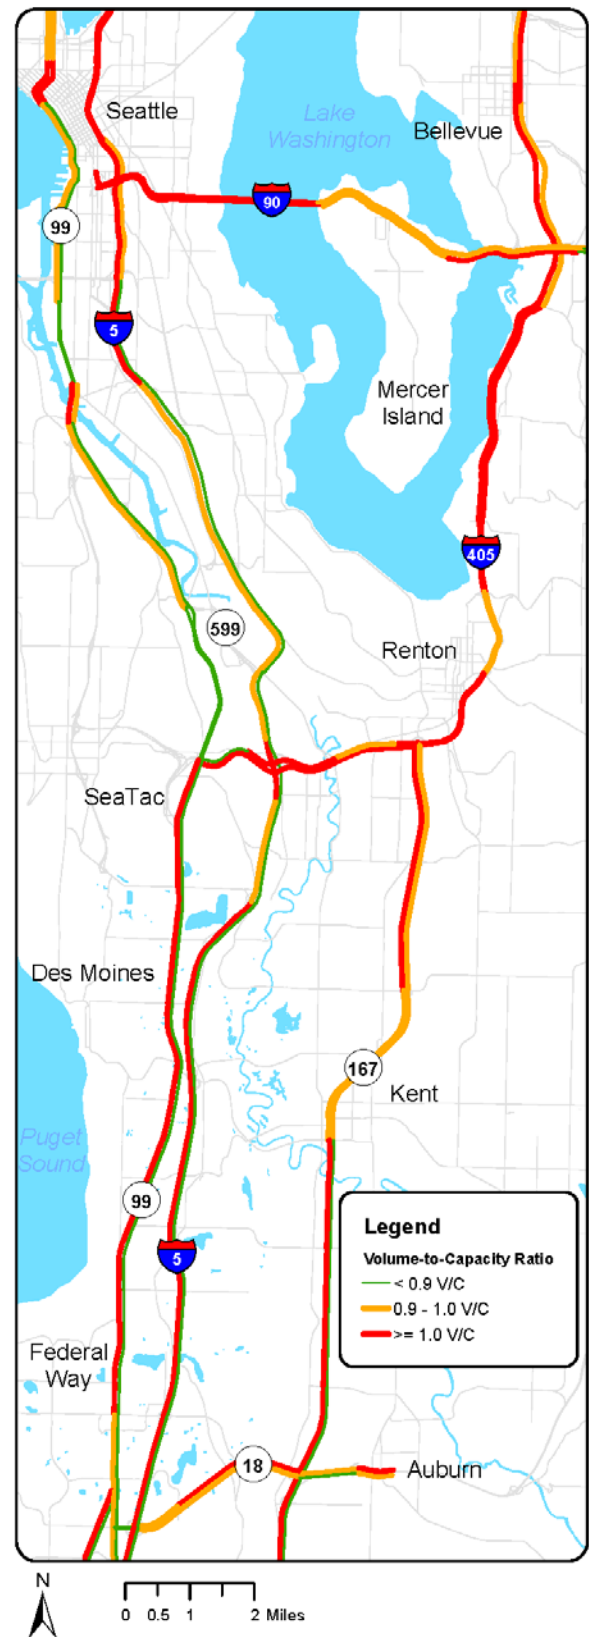 Seattle
Lake
Washington
Bellevue
90
99
5
Mercer
Island
405
599
Renton
SeaTac
Des Moines
167
Kent
Puget
Sound
99
5
Legend
Volume-to-Capacity Ratio
< 0.9 V/C
0.9 - 1.0 V/C
>= 1.0 V/C
Federal
Way
18
Auburn
N
0 0.5 1 2 Miles